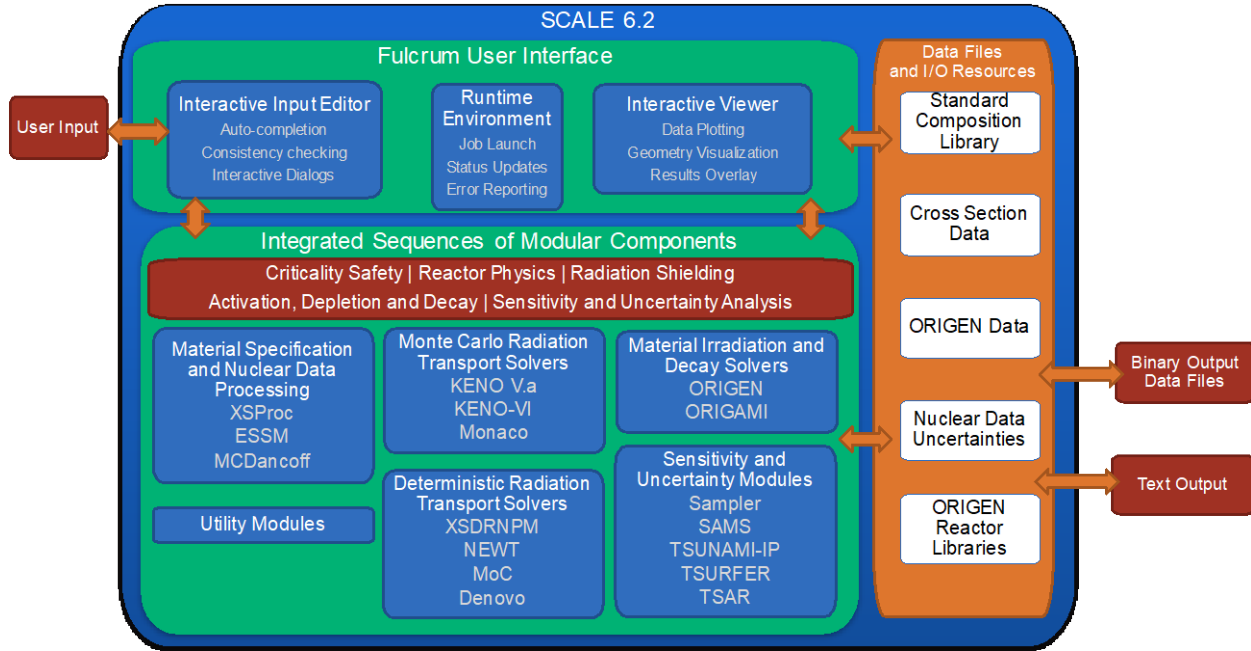 SCALE 6.2
Fulcrum User Interface
Interactive Input Editor
Auto-completion
Consistency checking
Interactive Dialogs
Runtime
Environment
Job Launch
Status Updates
Error Reporting
Interactive Viewer
Data Plotting
Geometry Visualization
Results Overlay
User Input
Integrated Sequences of Modular Components
Criticality Safety | Reactor Physics | Radiation Shielding
Activation, Depletion and Decay | Sensitivity and Uncertainty Analysis
Material Specification
and Nuclear Data
Processing
XSProc
ESSM
MCDancoff
Utility Modules
Monte Carlo Radiation
Transport Solvers
KENO V.a
KENO-VI
Monaco
Deterministic Radiation
Transport Solvers
XSDRNPM
NEWT
MoC
Denovo
Material Irradiation and
Decay Solvers
ORIGEN
ORIGAMI
Sensitivity and
Uncertainty Modules
Sampler
SAMS
TSUNAMI-IP
TSURFER
TSAR
Data Files
and I/O Resources
Standard
Composition
Library
Cross Section
Data
ORIGEN Data
Nuclear Data
Uncertainties
ORIGEN
Reactor
Libraries
Binary Output
Data Files
Text Output